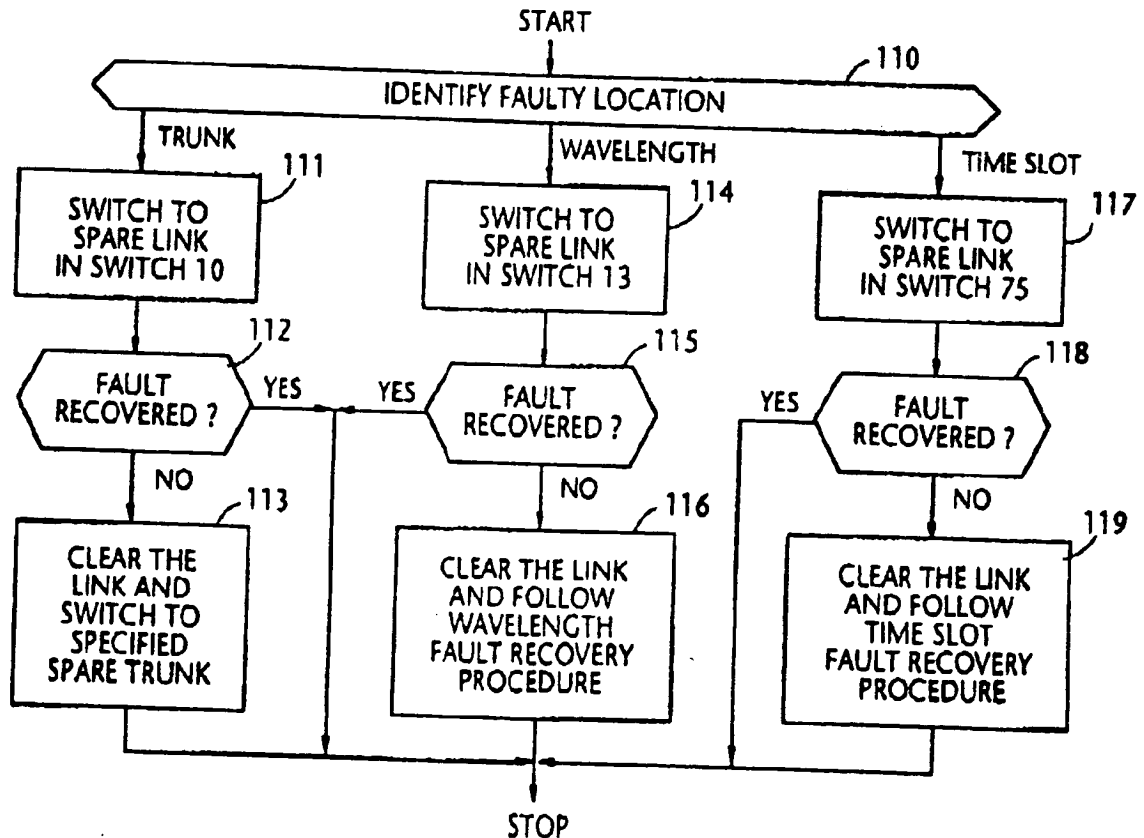 START
110
IDENTIFY FAULTY LOCATION
TRUNK
WAVELENGTH
TIME SLOT
111
SWITCH TO
SPARE LINK
IN SWITCH 10
114
SWITCH TO
SPARE LINK
IN SWITCH 13
117
SWITCH TO
SPARE LINK
IN SWITCH 75
112
FAULT
RECOVERED ?
YES
NO
115
FAULT
RECOVERED ?
YES
NO
118
FAULT
RECOVERED ?
YES
NO
113
CLEAR THE
LINK AND
SWITCH TO
SPECIFIED
SPARE TRUNK
116
CLEAR THE LINK
AND FOLLOW
WAVELENGTH
FAULT RECOVERY
PROCEDURE
119
CLEAR THE LINK
AND FOLLOW
TIME SLOT
FAULT RECOVERY
PROCEDURE
STOP